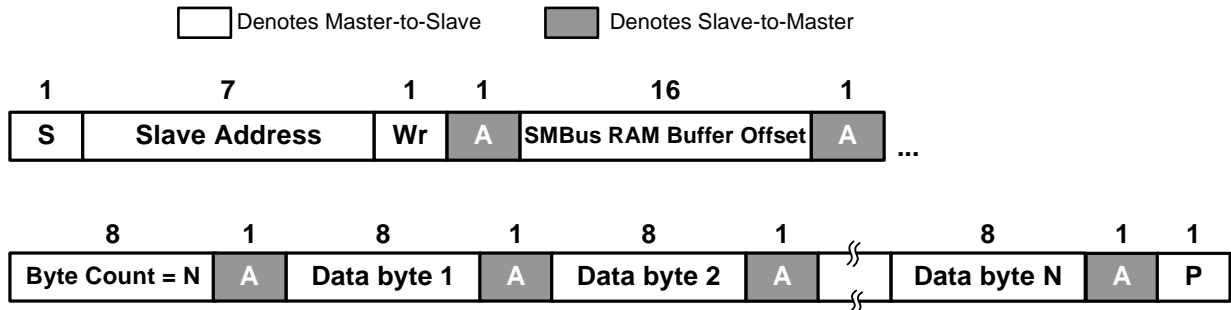 Denotes Master-to-Slave Denotes Slave-to-Master
1 7 1 1 16 1
S Slave Address Wr A SMBus RAM Buffer Offset A ...
8 1 8 1 8 1 8 1 1
Byte Count = N A Data byte 1 A Data byte 2 A Data byte N A P